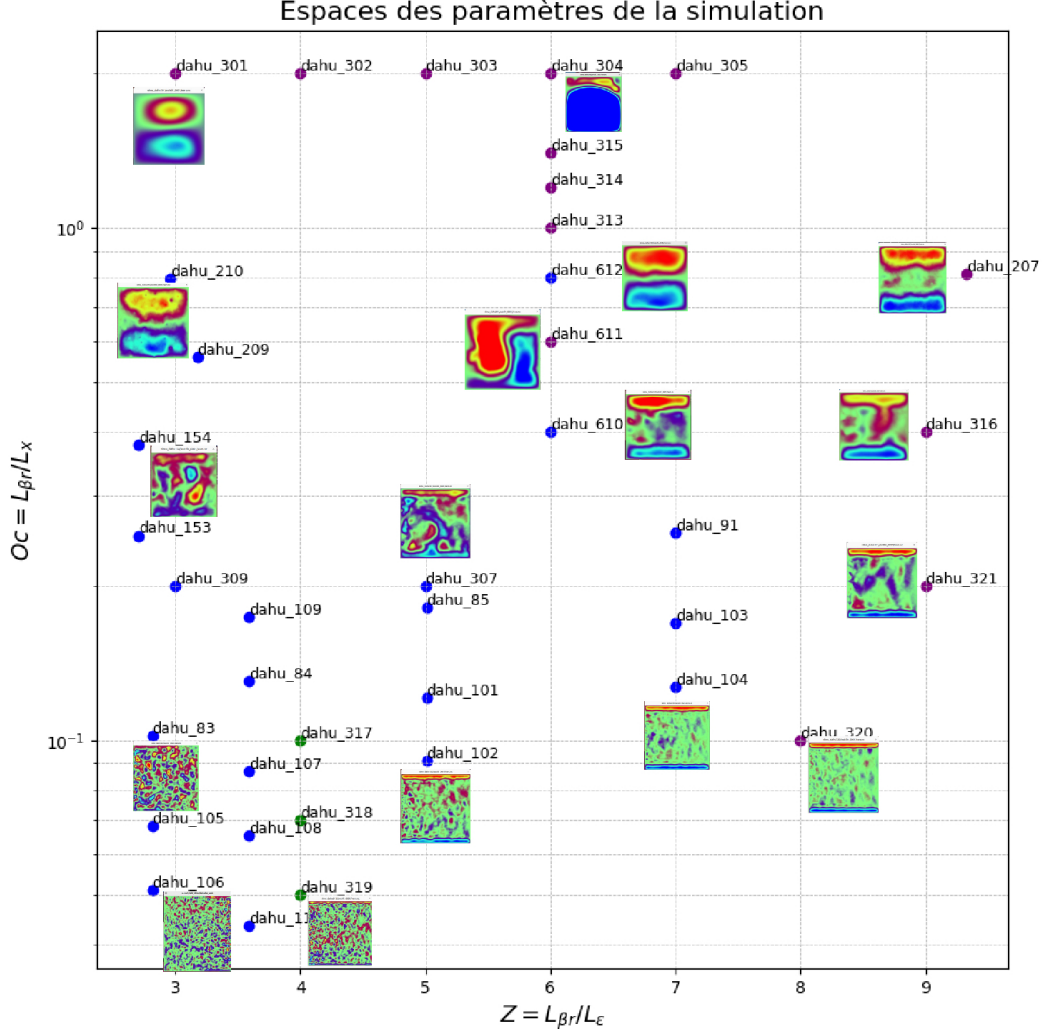 Espaces des paramètres de la simulation
dahu_301
dahu_302
dahu_303
dahu_304
dahu_305
dahu_315
dahu_314
dahu_313
10⁰
dahu_210
dahu_612
dahu_207
dahu_209
dahu_611
dahu_154
dahu_610
dahu_316
dahu_153
dahu_91
dahu_309
dahu_307
dahu_321
dahu_109
dahu_85
dahu_103
dahu_84
dahu_101
dahu_104
dahu_83
dahu_317
dahu_320
10⁻¹
dahu_107
dahu_102
dahu_105
dahu_108
dahu_318
dahu_106
dahu_319
dahu_11
Oc = L_βr/L_x
3 4 5 6 7 8 9
Z = L_βr/L_ε